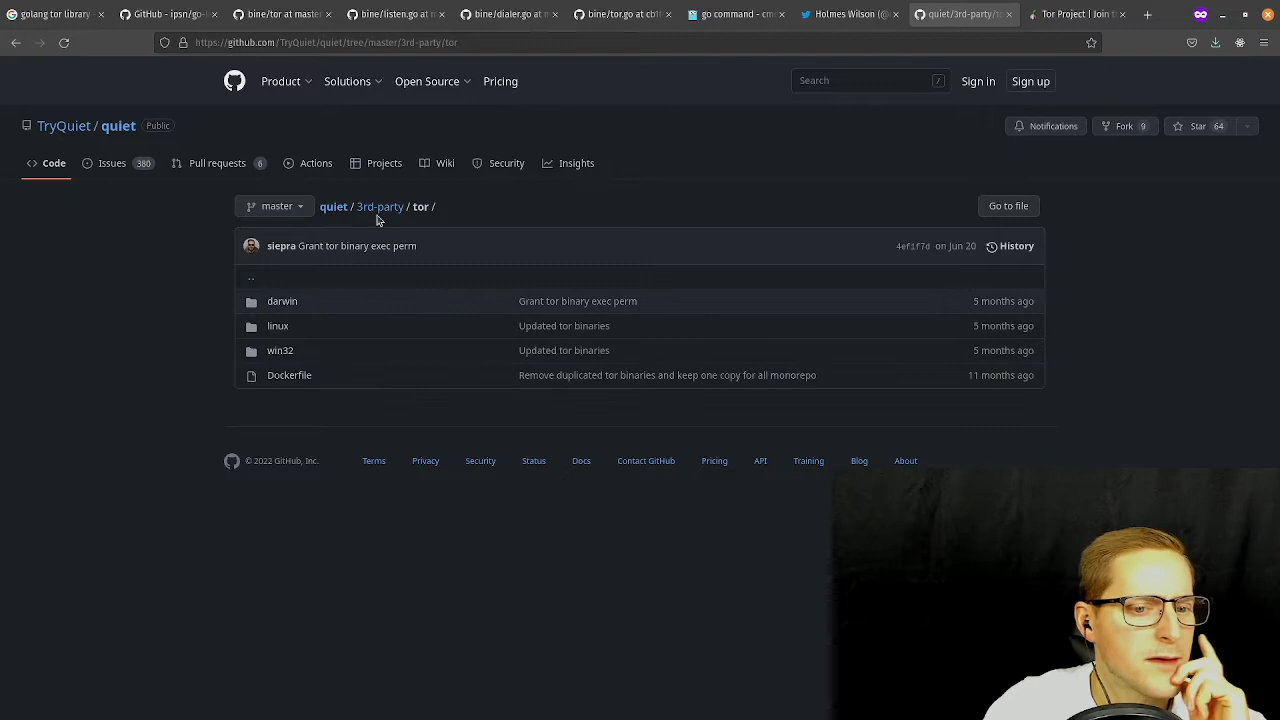 golang tor library
GitHub - ipsn/go-l
bine/tor at master
bine/listen.go at m
bine/dialer.go at m
bine/tor.go at cb1f
go command - cmd
Holmes Wilson (@
quiet/3rd-party/to
Tor Project | Join t
https://github.com/TryQuiet/quiet/tree/master/3rd-party/tor
Product Solutions Open Source Pricing Search / Sign in Sign up
TryQuiet / quiet Public Notifications Fork 9 Star 64
Code Issues 380 Pull requests 6 Actions Projects Wiki Security Insights
master quiet / 3rd-party / tor / Go to file
siepra Grant tor binary exec perm 4ef1f7d on Jun 20 History
..
darwin Grant tor binary exec perm 5 months ago
linux Updated tor binaries 5 months ago
win32 Updated tor binaries 5 months ago
Dockerfile Remove duplicated tor binaries and keep one copy for all monorepo 11 months ago
© 2022 GitHub, Inc. Terms Privacy Security Status Docs Contact GitHub Pricing API Training Blog About